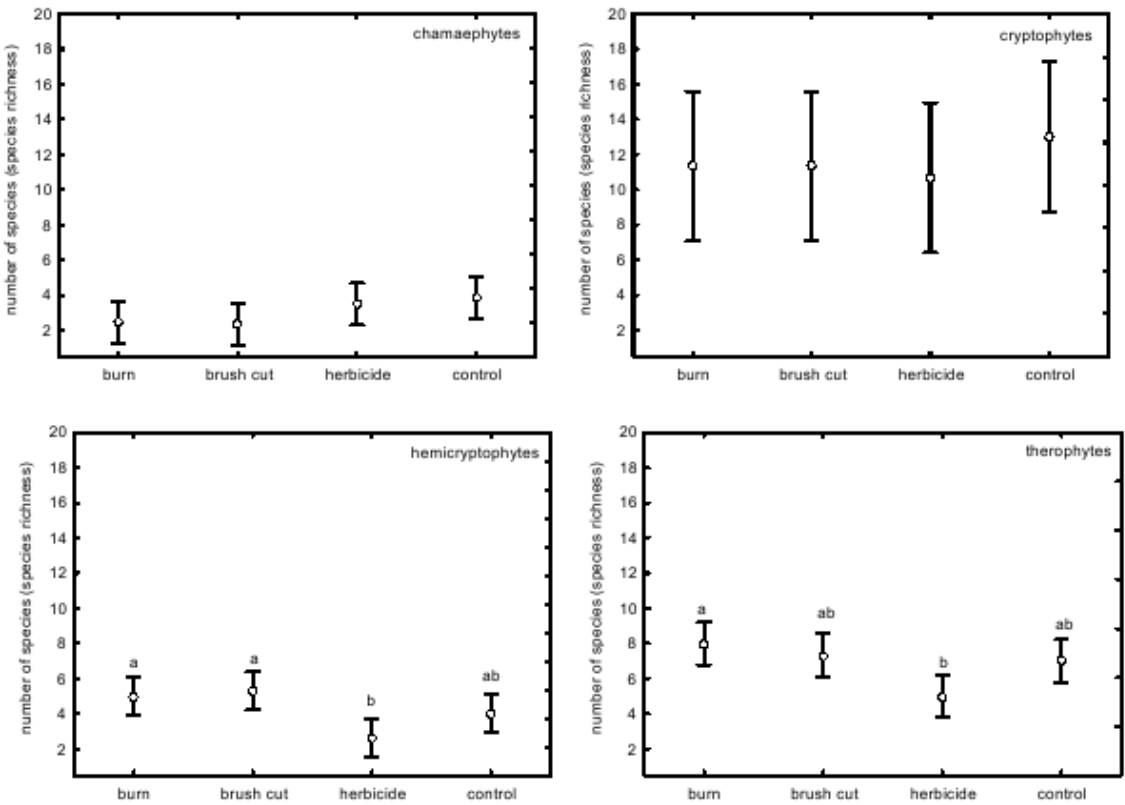 chamaephytes
number of species (species richness)
20
18
16
14
12
10
8
6
4
2
burn brush cut herbicide control
cryptophytes
number of species (species richness)
20
18
16
14
12
10
8
6
4
2
burn brush cut herbicide control
hemicryptophytes
number of species (species richness)
20
18
16
14
12
10
8
6
4
2
a a b ab
burn brush cut herbicide control
therophytes
number of species (species richness)
20
18
16
14
12
10
8
6
4
2
a ab b ab
burn brush cut herbicide control